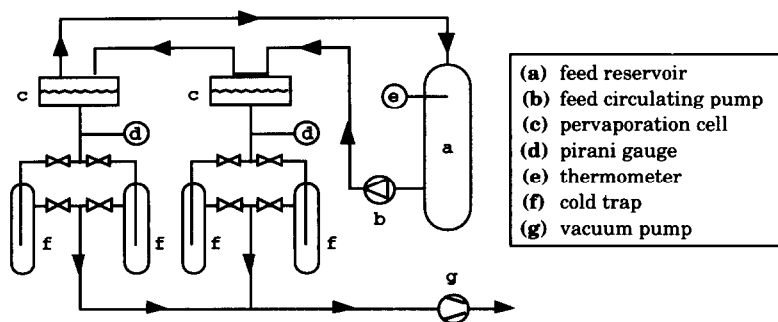 c
c
d
d
e
a
b
f
f
f
f
g
(a) feed reservoir
(b) feed circulating pump
(c) pervaporation cell
(d) pirani gauge
(e) thermometer
(f) cold trap
(g) vacuum pump